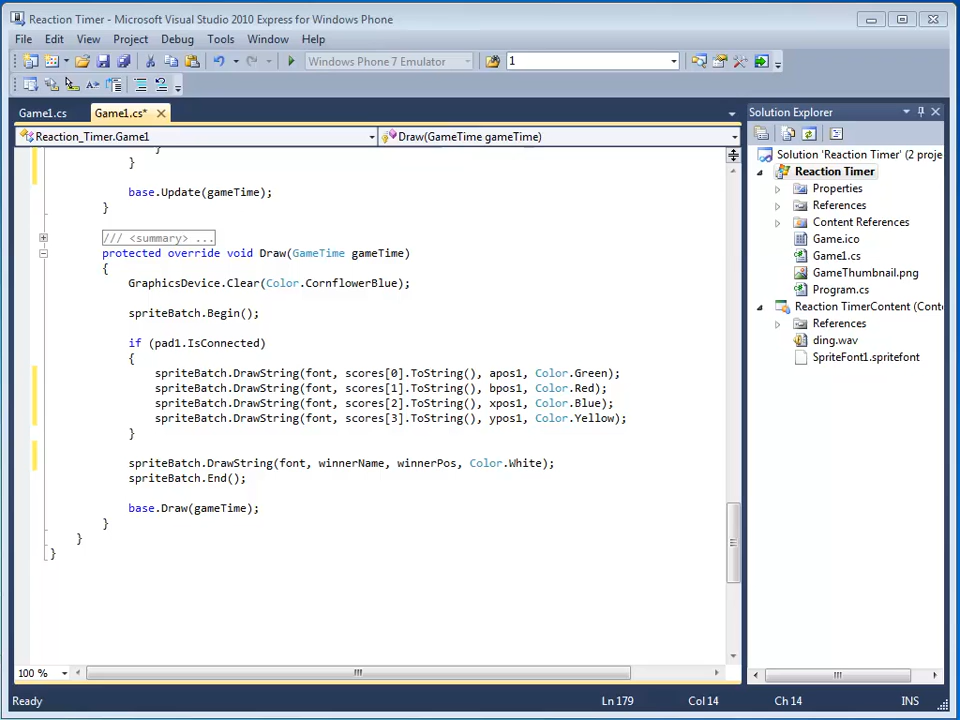 Reaction Timer - Microsoft Visual Studio 2010 Express for Windows Phone
File Edit View Project Debug Tools Window Help
Windows Phone 7 Emulator 1
Game1.cs Game1.cs*
Reaction_Timer.Game1 Draw(GameTime gameTime)
}
}
base.Update(gameTime);
}
/// <summary> ...
protected override void Draw(GameTime gameTime)
{
GraphicsDevice.Clear(Color.CornflowerBlue);
spriteBatch.Begin();
if (pad1.IsConnected)
{
spriteBatch.DrawString(font, scores[0].ToString(), apos1, Color.Green);
spriteBatch.DrawString(font, scores[1].ToString(), bpos1, Color.Red);
spriteBatch.DrawString(font, scores[2].ToString(), xpos1, Color.Blue);
spriteBatch.DrawString(font, scores[3].ToString(), ypos1, Color.Yellow);
}
spriteBatch.DrawString(font, winnerName, winnerPos, Color.White);
spriteBatch.End();
base.Draw(gameTime);
}
}
}
100 %
Solution Explorer
Solution 'Reaction Timer' (2 proje
Reaction Timer
Properties
References
Content References
Game.ico
Game1.cs
GameThumbnail.png
Program.cs
Reaction TimerContent (Conte
References
ding.wav
SpriteFont1.spritefont
Ready Ln 179 Col 14 Ch 14 INS